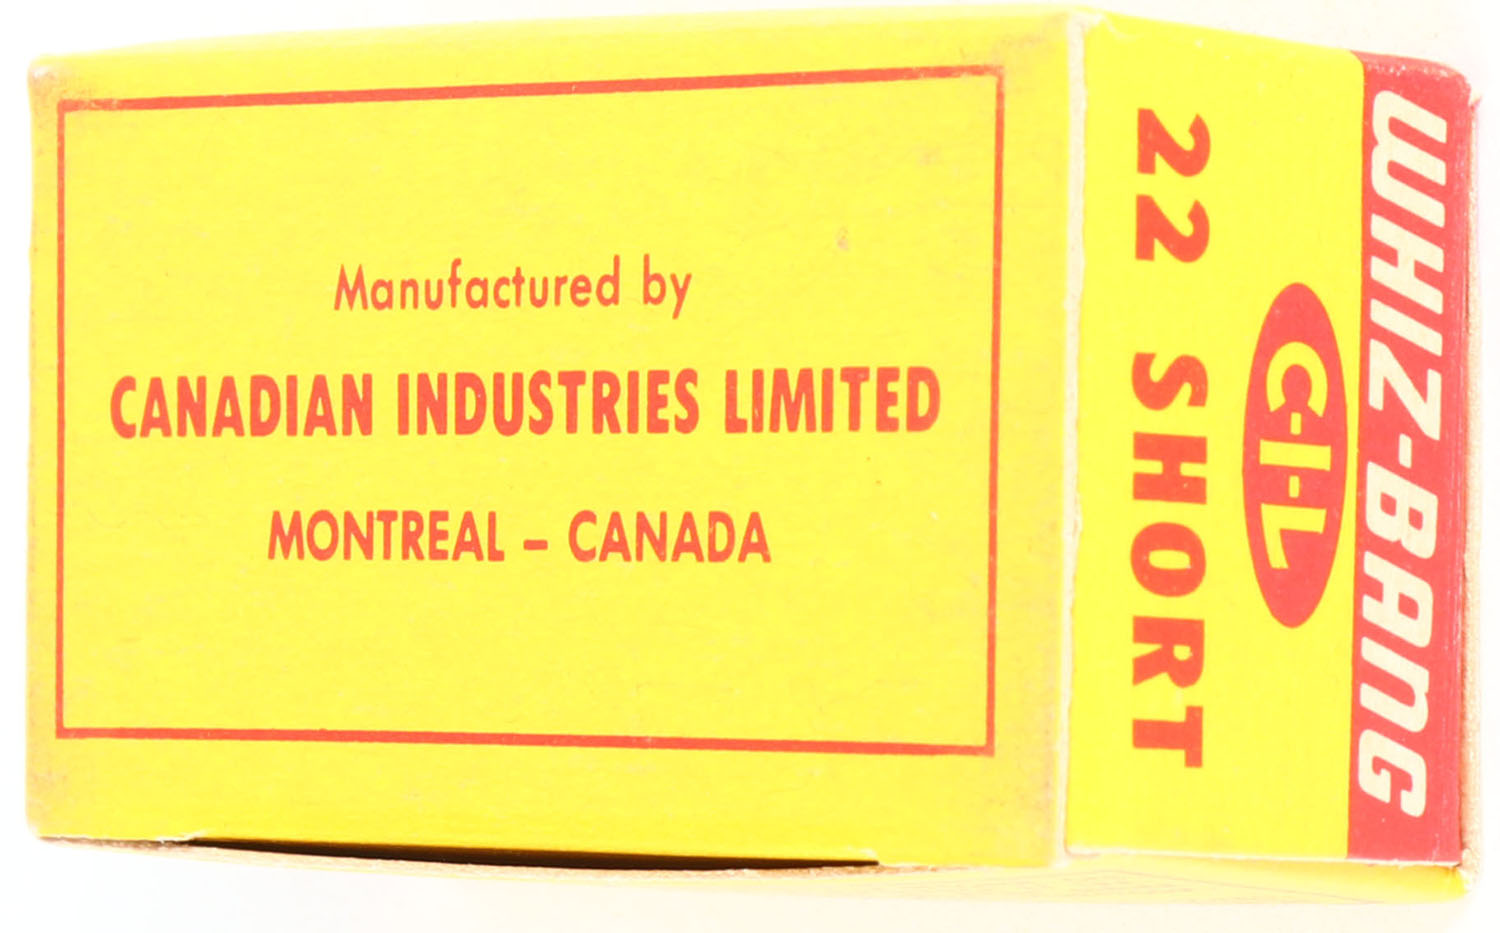 Manufactured by
CANADIAN INDUSTRIES LIMITED
MONTREAL – CANADA
WHIZ-BANG
C-I-L
22 SHORT